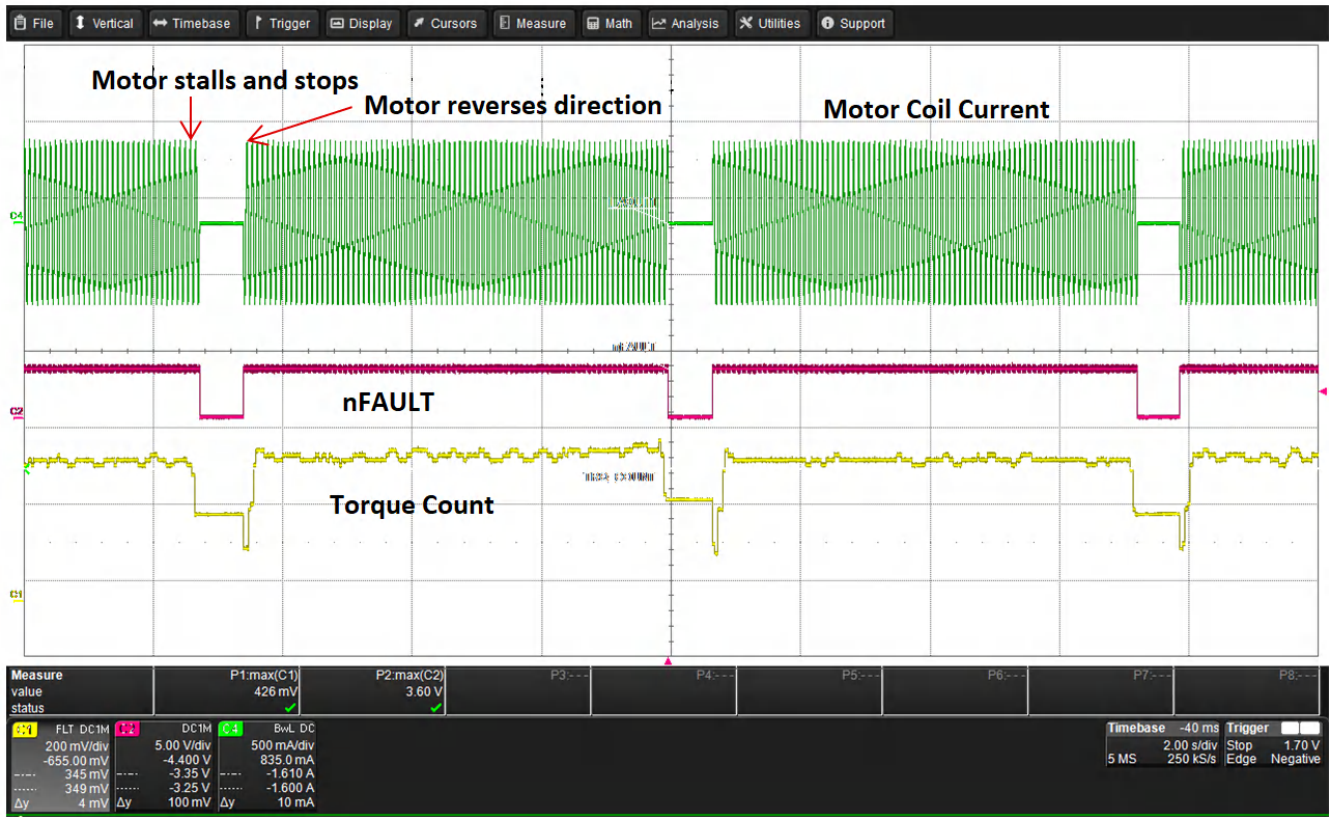 File Vertical Timebase Trigger Display Cursors Measure Math Analysis Utilities Support
Motor stalls and stops
Motor reverses direction
Motor Coil Current
C4
nFAULT
C2
Torque Count
C1
Measure P1:max(C1) P2:max(C2) P3:--- P4:--- P5:--- P6:--- P7:--- P8:---
value 426 mV 3.60 V
status
C1 FLT DC1M
200 mV/div
-655.00 mV
345 mV
349 mV
Δy 4 mV
C2 DC1M
5.00 V/div
-4.400 V
-3.35 V
-3.25 V
Δy 100 mV
C4 BwL DC
500 mA/div
835.0 mA
-1.610 A
-1.600 A
Δy 10 mA
Timebase -40 ms
2.00 s/div
5 MS 250 kS/s
Trigger
Stop 1.70 V
Edge Negative